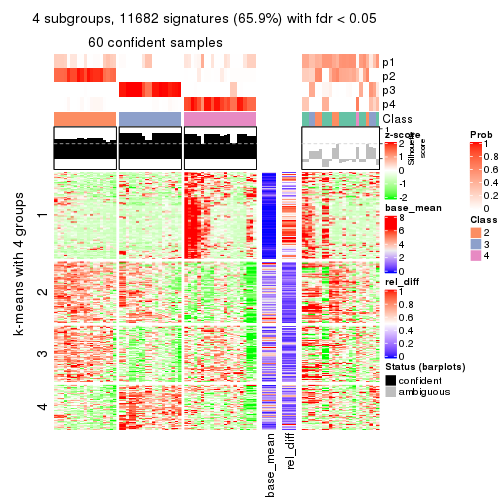 4 subgroups, 11682 signatures (65.9%) with fdr < 0.05
60 confident samples
p1
p2
p3
p4
Class
1
Silhouette
score
k-means with 4 groups
1
2
3
4
base_mean
rel_diff
z-score
2
1
0
-1
-2
base_mean
8
6
4
2
0
rel_diff
1
0.8
0.6
0.4
0.2
0
Status (barplots)
confident
ambiguous
Prob
1
0.8
0.6
0.4
0.2
0
Class
2
3
4